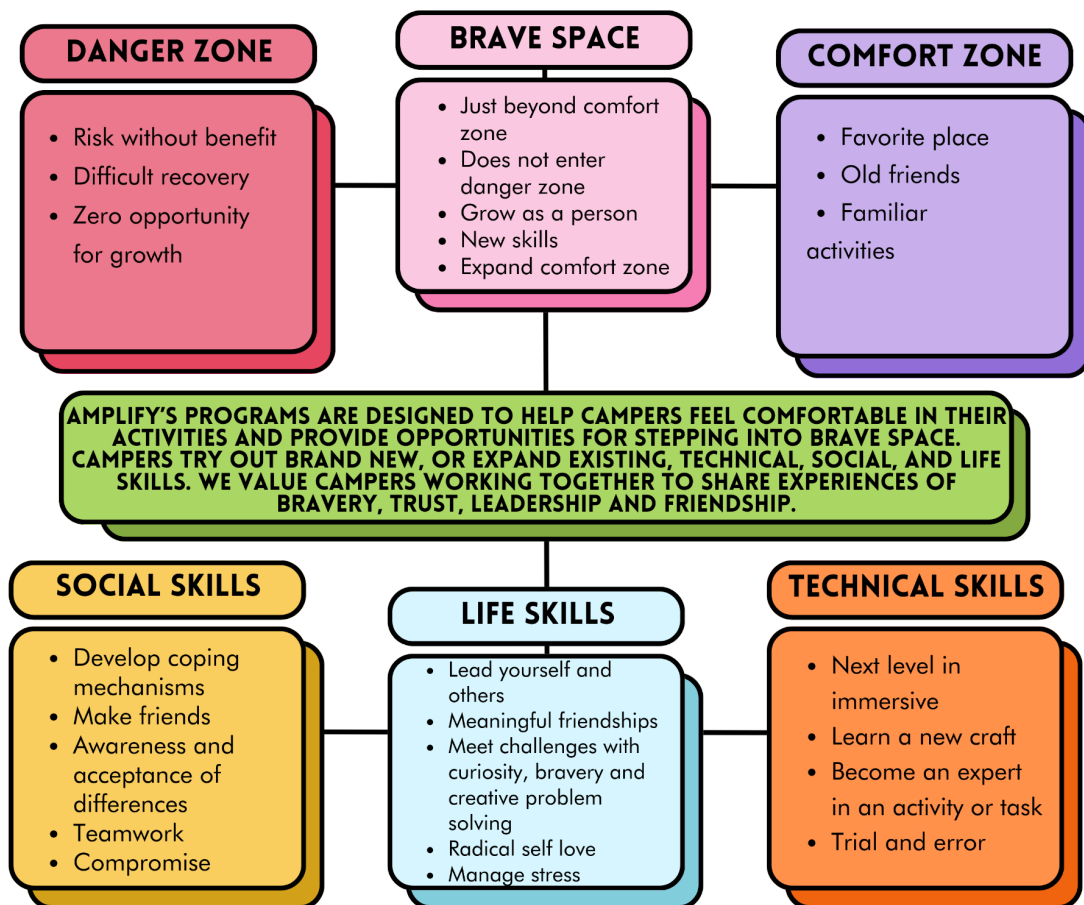 DANGER ZONE
• Risk without benefit
• Difficult recovery
• Zero opportunity
for growth
BRAVE SPACE
• Just beyond comfort
zone
• Does not enter
danger zone
• Grow as a person
• New skills
• Expand comfort zone
COMFORT ZONE
• Favorite place
• Old friends
• Familiar
activities
AMPLIFY'S PROGRAMS ARE DESIGNED TO HELP CAMPERS FEEL COMFORTABLE IN THEIR
ACTIVITIES AND PROVIDE OPPORTUNITIES FOR STEPPING INTO BRAVE SPACE.
CAMPERS TRY OUT BRAND NEW, OR EXPAND EXISTING, TECHNICAL, SOCIAL, AND LIFE
SKILLS. WE VALUE CAMPERS WORKING TOGETHER TO SHARE EXPERIENCES OF
BRAVERY, TRUST, LEADERSHIP AND FRIENDSHIP.
SOCIAL SKILLS
• Develop coping
mechanisms
• Make friends
• Awareness and
acceptance of
differences
• Teamwork
• Compromise
LIFE SKILLS
• Lead yourself and
others
• Meaningful friendships
• Meet challenges with
curiosity, bravery and
creative problem
solving
• Radical self love
• Manage stress
TECHNICAL SKILLS
• Next level in
immersive
• Learn a new craft
• Become an expert
in an activity or task
• Trial and error